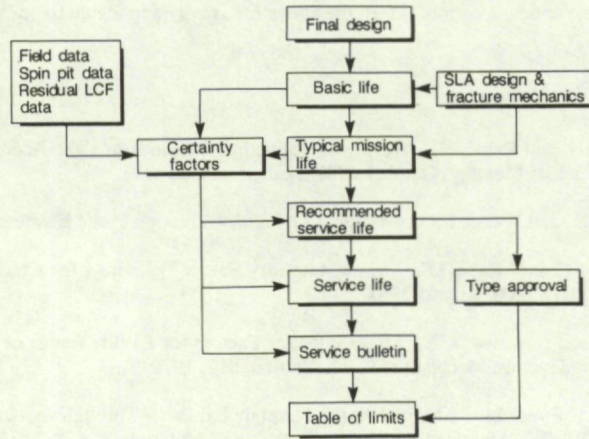 Final design
Field data
Spin pit data
Residual LCF
data
Basic life
SLA design &
fracture mechanics
Certainty
factors
Typical mission
life
Recommended
service life
Service life
Type approval
Service bulletin
Table of limits